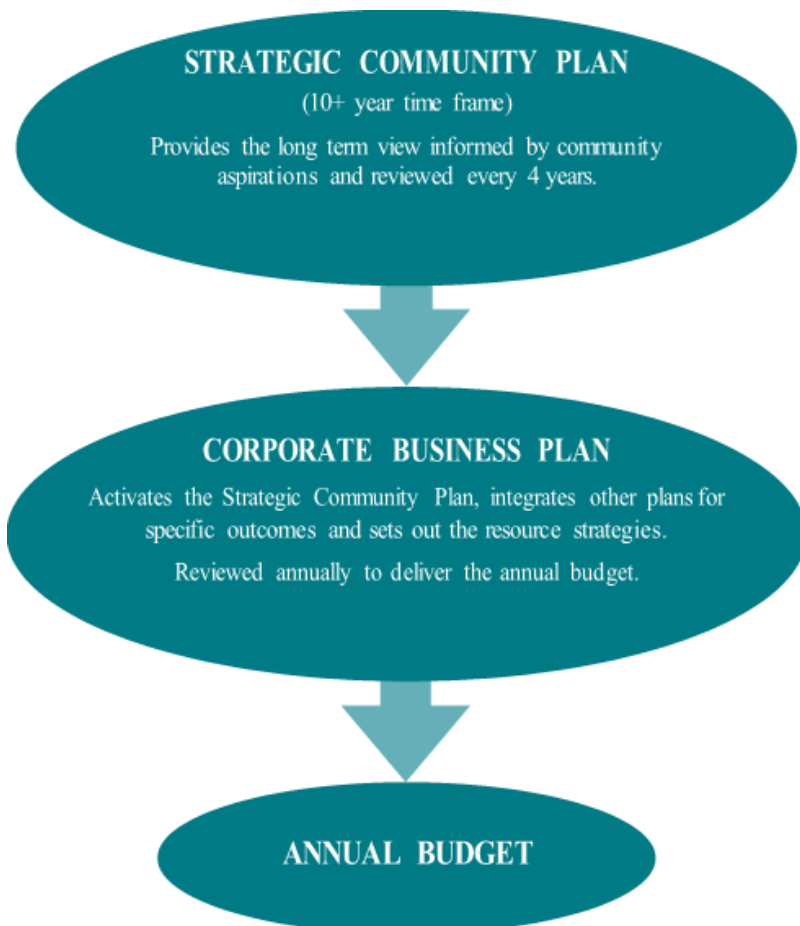 STRATEGIC COMMUNITY PLAN
(10+ year time frame)
Provides the long term view informed by community
aspirations and reviewed every 4 years.
CORPORATE BUSINESS PLAN
Activates the Strategic Community Plan, integrates other plans for
specific outcomes and sets out the resource strategies.
Reviewed annually to deliver the annual budget.
ANNUAL BUDGET